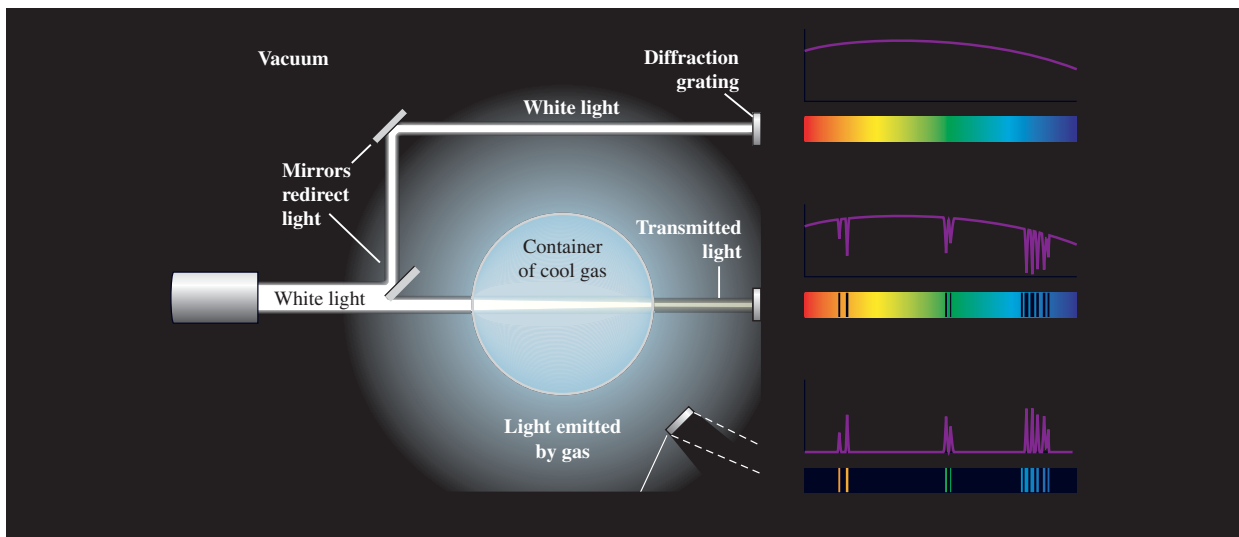 Vacuum
Diffraction
grating
White light
Mirrors
redirect
light
Transmitted
light
Container
of cool gas
White light
Light emitted
by gas